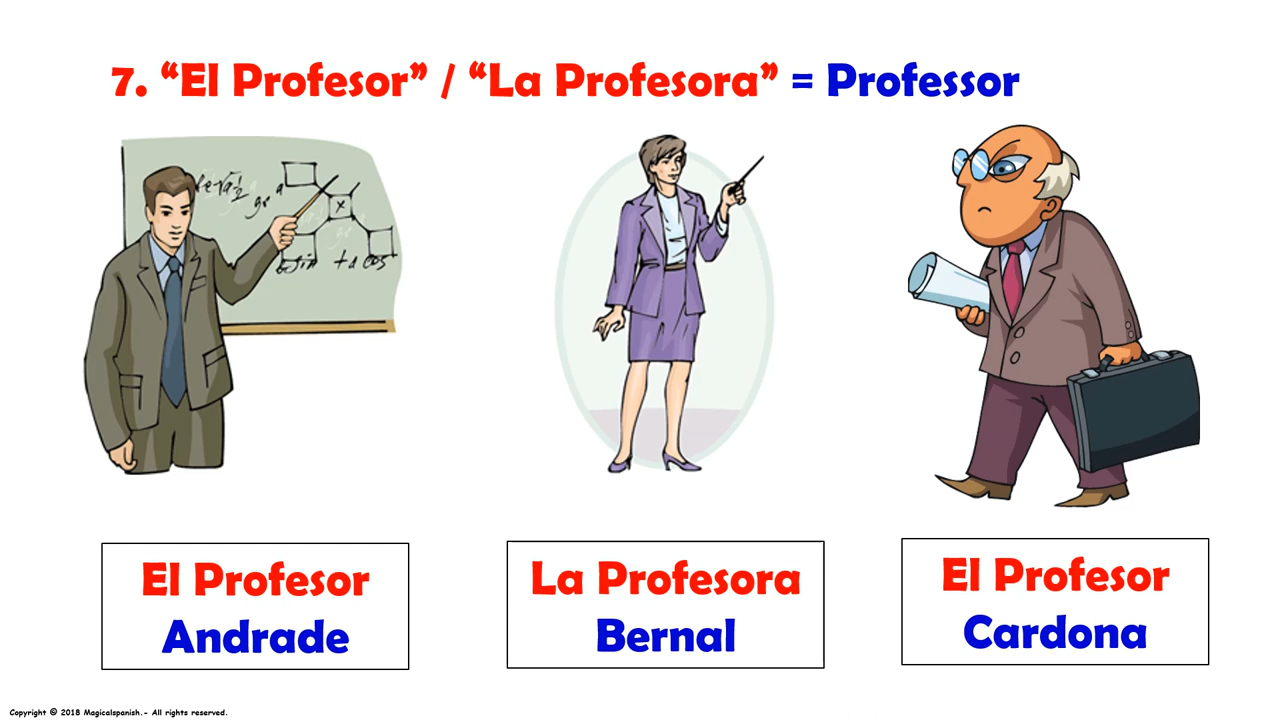 7. “El Profesor” / “La Profesora” = Professor
El Profesor
Andrade
La Profesora
Bernal
El Profesor
Cardona
Copyright © 2018 Magicalspanish.- All rights reserved.